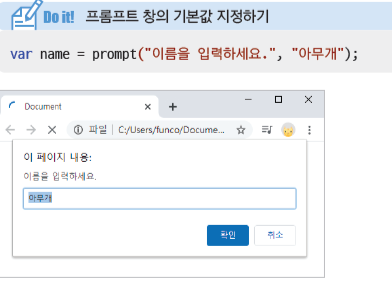 Do it! 프롬프트 창의 기본값 지정하기
var name = prompt("이름을 입력하세요.", "아무개");
Document
파일 | C:/Users/funco/Docume...
이 페이지 내용:
이름을 입력하세요.
아무개
확인 취소